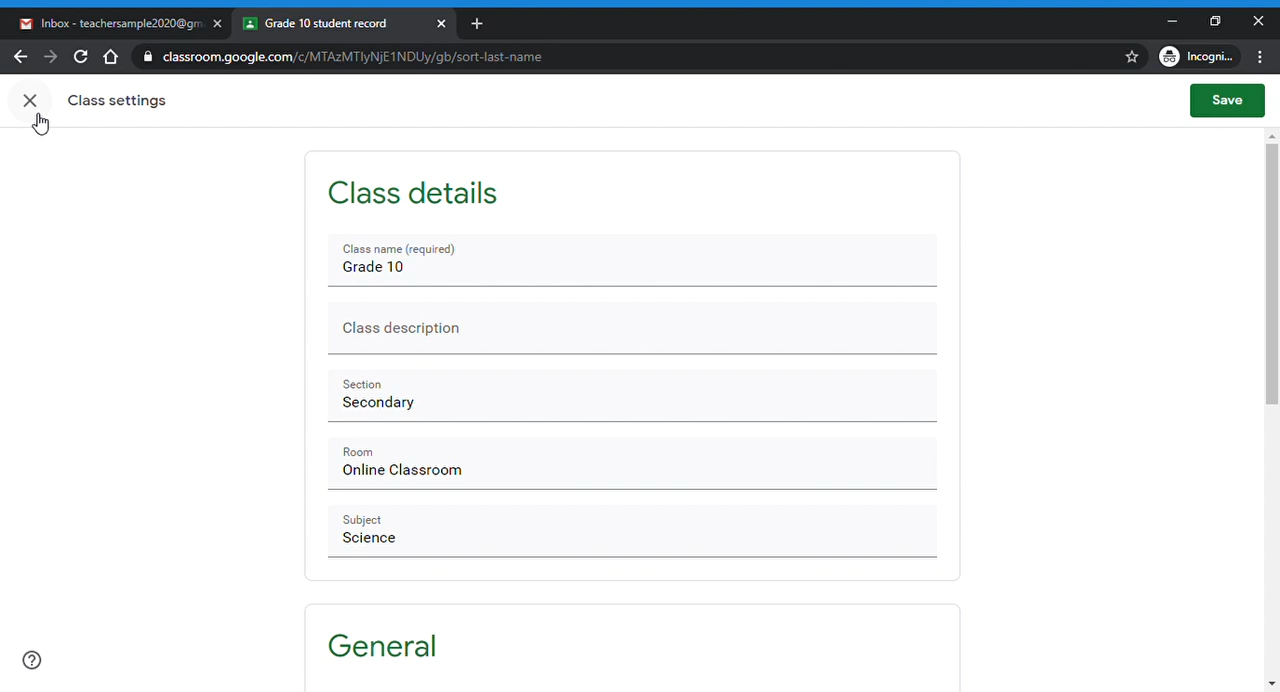 Inbox - teachersample2020@gm
Grade 10 student record
classroom.google.com/c/MTAzMTIyNjE1NDUy/gb/sort-last-name
Incogni...
Class settings
Save
Class details
Class name (required)
Grade 10
Class description
Section
Secondary
Room
Online Classroom
Subject
Science
General